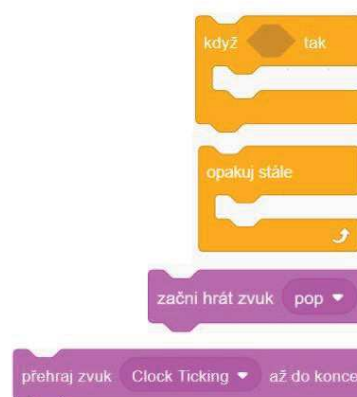 když tak
opakuj stále
začni hrát zvuk pop
přehraj zvuk Clock Ticking až do konce